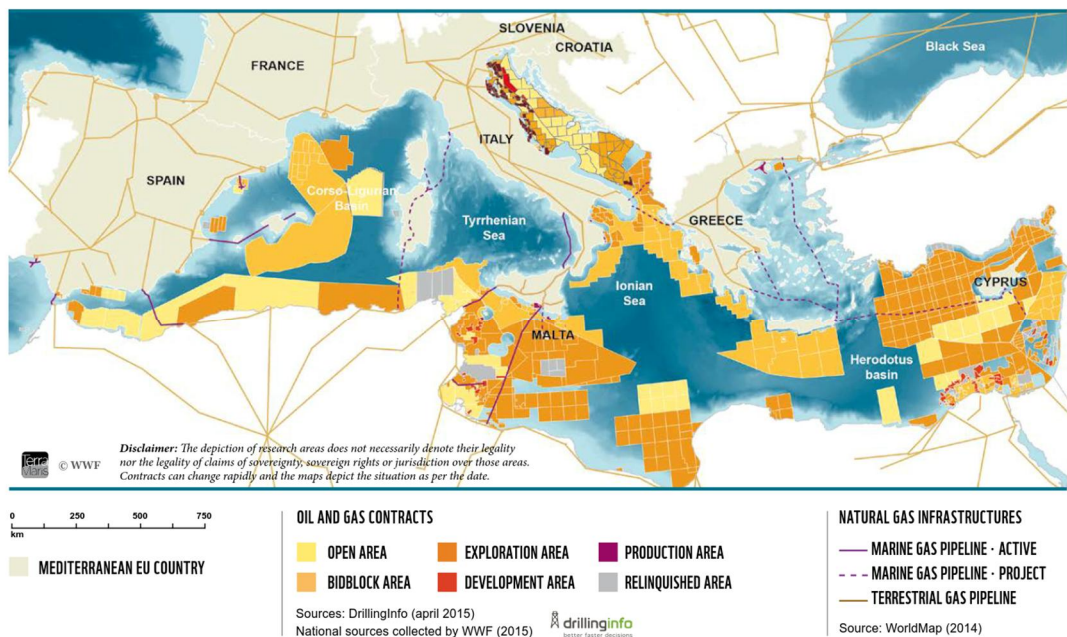 SLOVENIA
CROATIA
Black Sea
FRANCE
ITALY
SPAIN
Corso-Ligurian
Basin
Tyrrhenian
Sea
GREECE
Ionian
Sea
CYPRUS
MALTA
Herodotus
basin
Terra
Maris
© WWF
Disclaimer: The depiction of research areas does not necessarily denote their legality
nor the legality of claims of sovereignty, sovereign rights or jurisdiction over those areas.
Contracts can change rapidly and the maps depict the situation as per the date.
0 250 500 750
km
MEDITERRANEAN EU COUNTRY
OIL AND GAS CONTRACTS
OPEN AREA EXPLORATION AREA PRODUCTION AREA
BIDBLOCK AREA DEVELOPMENT AREA RELINQUISHED AREA
Sources: DrillingInfo (april 2015)
National sources collected by WWF (2015)
drillinginfo
better faster decisions
NATURAL GAS INFRASTRUCTURES
MARINE GAS PIPELINE · ACTIVE
MARINE GAS PIPELINE · PROJECT
TERRESTRIAL GAS PIPELINE
Source: WorldMap (2014)